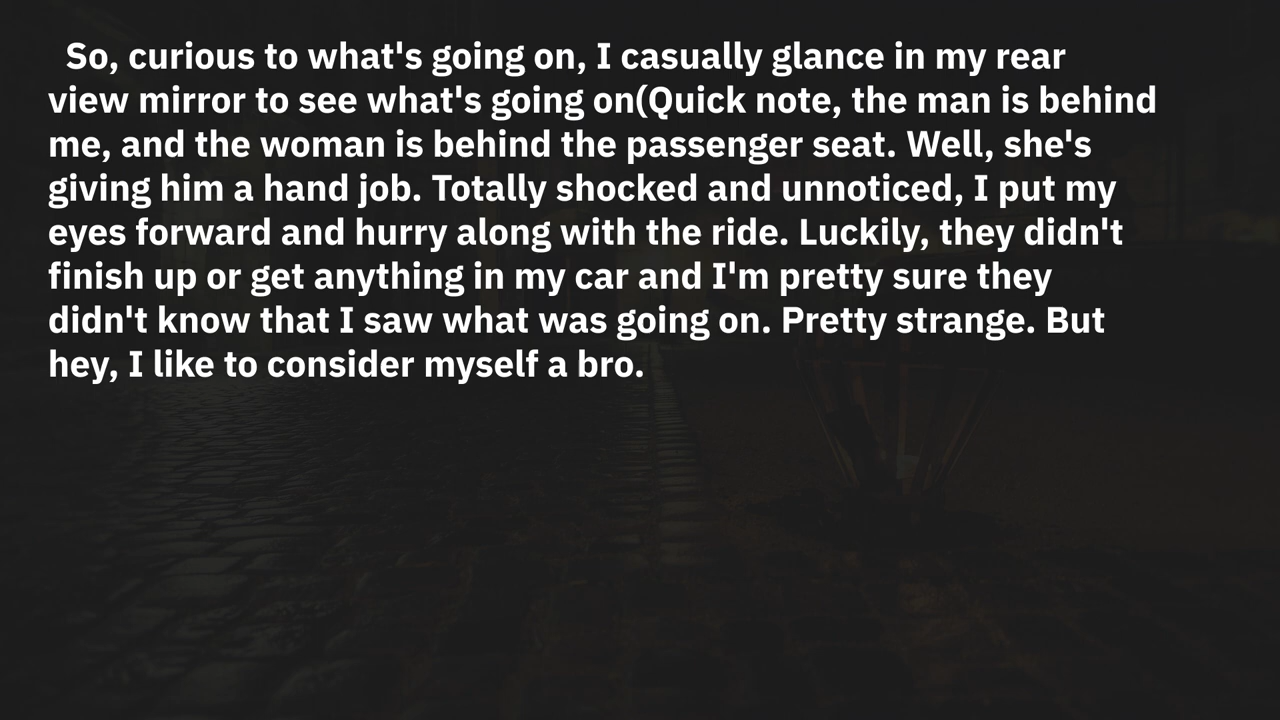 So, curious to what's going on, I casually glance in my rear
view mirror to see what's going on(Quick note, the man is behind
me, and the woman is behind the passenger seat. Well, she's
giving him a hand job. Totally shocked and unnoticed, I put my
eyes forward and hurry along with the ride. Luckily, they didn't
finish up or get anything in my car and I'm pretty sure they
didn't know that I saw what was going on. Pretty strange. But
hey, I like to consider myself a bro.